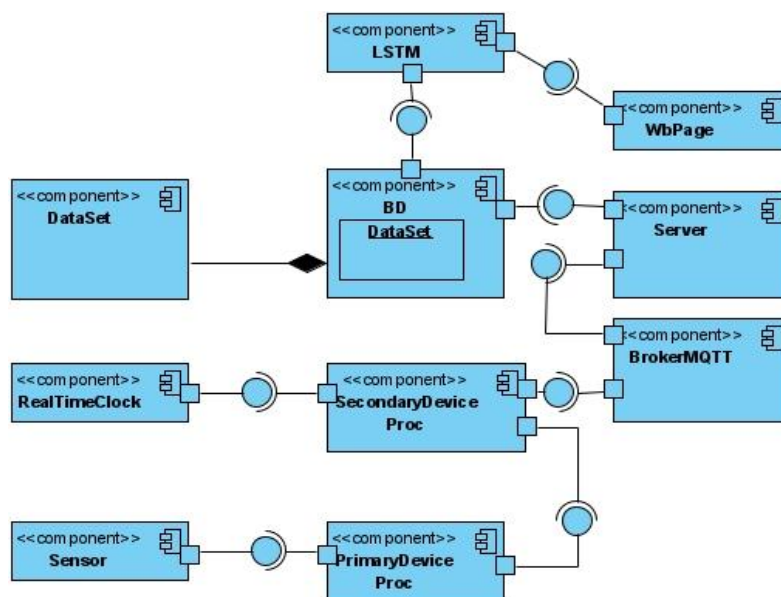 <<component>>
LSTM
<<component>>
WbPage
<<component>>
DataSet
<<component>>
BD
DataSet
<<component>>
Server
<<component>>
BrokerMQTT
<<component>>
RealTimeClock
<<component>>
SecondaryDevice
Proc
<<component>>
Sensor
<<component>>
PrimaryDevice
Proc